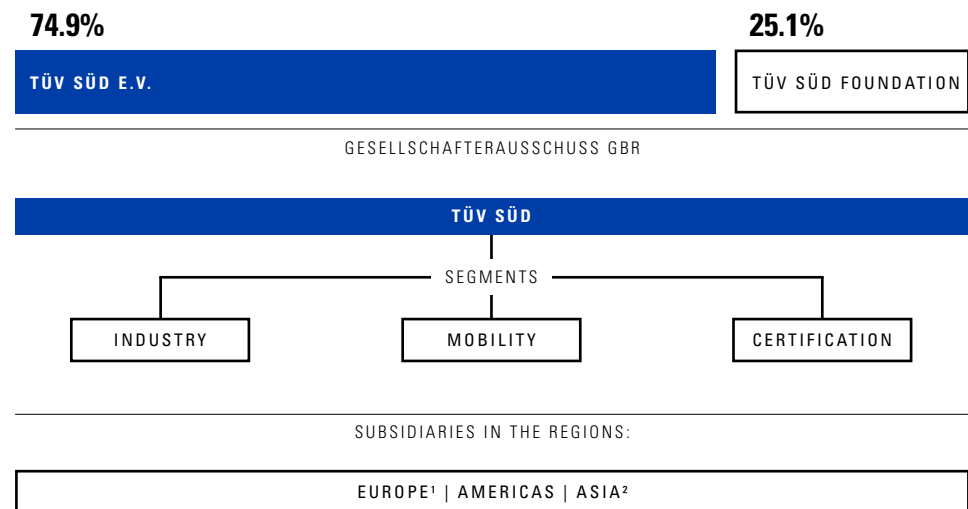 74.9%
25.1%
TÜV SÜD E.V.
TÜV SÜD FOUNDATION
GESELLSCHAFTERAUSSCHUSS GBR
TÜV SÜD
SEGMENTS
INDUSTRY
MOBILITY
CERTIFICATION
SUBSIDIARIES IN THE REGIONS:
EUROPE¹ | AMERICAS | ASIA²